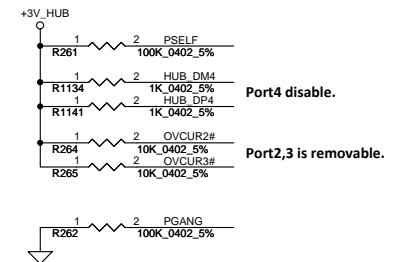 +3V_HUB
1 2 PSELF
R261 100K_0402_5%
1 2 HUB_DM4
R1134 1K_0402_5%
Port4 disable.
1 2 HUB_DP4
R1141 1K_0402_5%
1 2 OVCUR2#
R264 10K_0402_5%
Port2,3 is removable.
1 2 OVCUR3#
R265 10K_0402_5%
1 2 PGANG
R262 100K_0402_5%